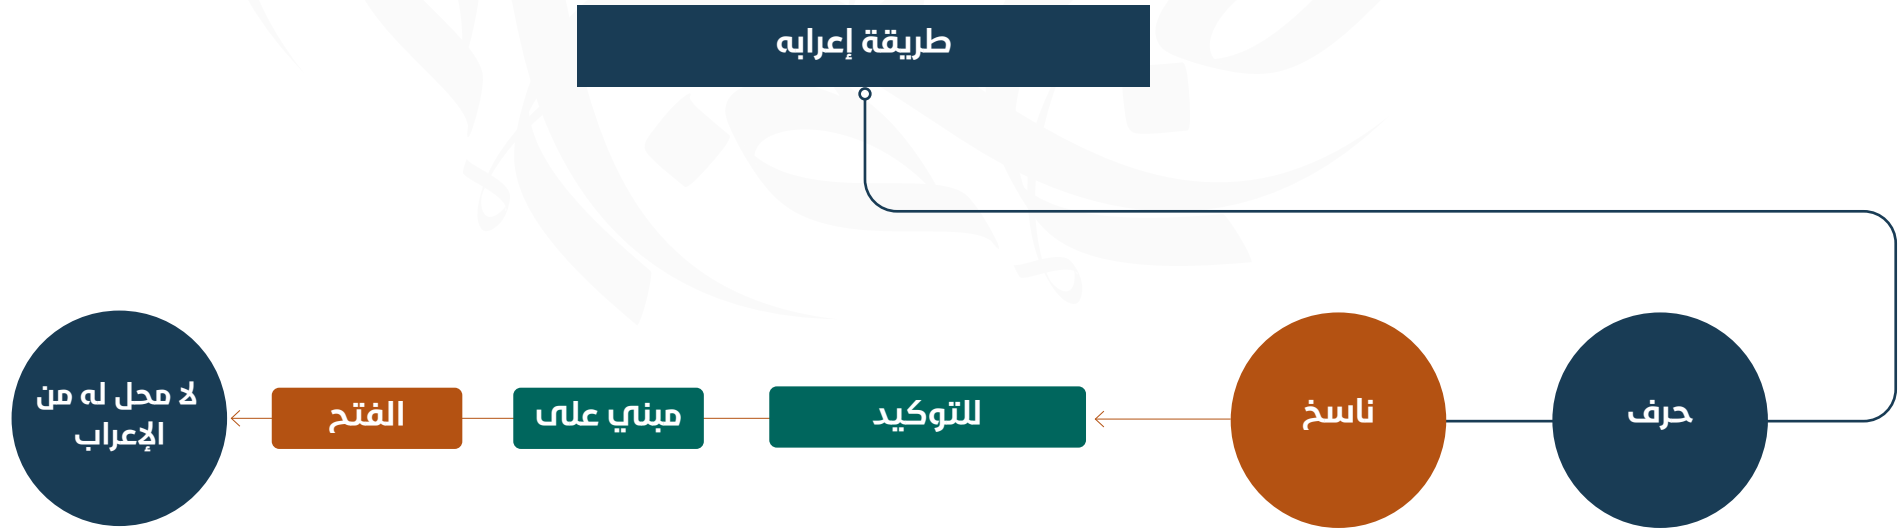 طريقة إعرابه
حرف
ناسخ
للتوكيد
مبني على
الفتح
لا محل له من
الإعراب